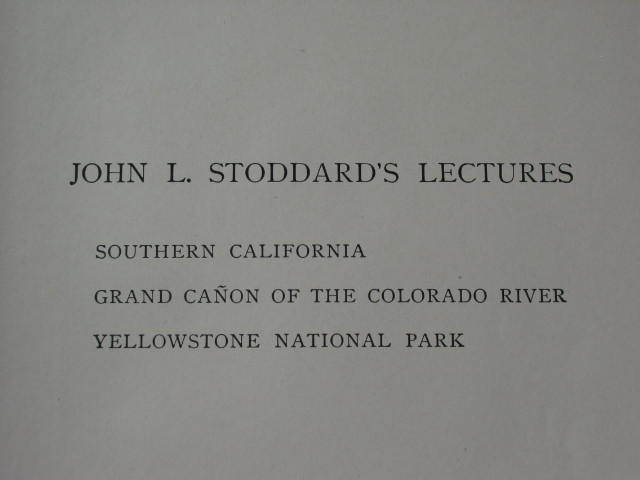 JOHN L. STODDARD'S LECTURES
SOUTHERN CALIFORNIA
GRAND CAÑON OF THE COLORADO RIVER
YELLOWSTONE NATIONAL PARK